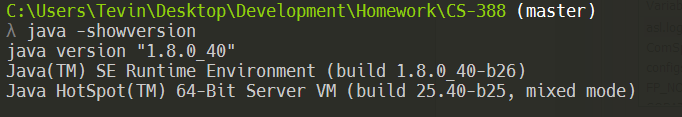 C:\Users\Tevin\Desktop\Development\Homework\CS-388 (master)
λ java -showversion
java version "1.8.0_40"
Java(TM) SE Runtime Environment (build 1.8.0_40-b26)
Java HotSpot(TM) 64-Bit Server VM (build 25.40-b25, mixed mode)